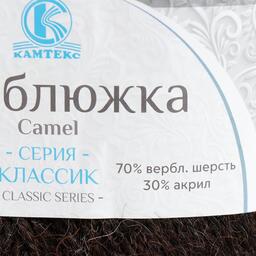 КАМТЕКС
блюжка
Camel
- СЕРИЯ -
КЛАССИК
CLASSIC SERIES -
70% вербл. шерсть
30% акрил